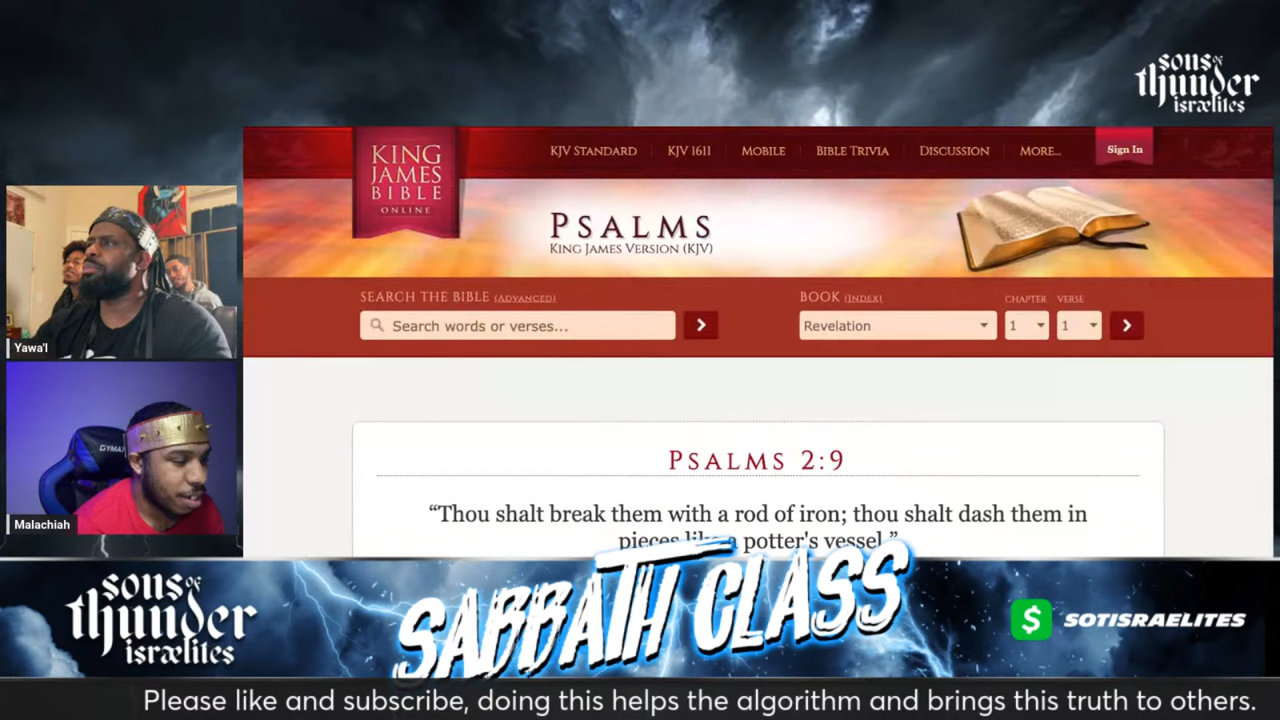 sons of
thunder
israelites
KING
JAMES
BIBLE
ONLINE
KJV STANDARD
KJV 1611
MOBILE
BIBLE TRIVIA
DISCUSSION
MORE...
Sign In
PSALMS
KING JAMES VERSION (KJV)
SEARCH THE BIBLE (ADVANCED)
BOOK (INDEX)
CHAPTER
VERSE
Search words or verses...
Revelation
1
1
Yawa'l
GYMAX
Malachiah
PSALMS 2:9
“Thou shalt break them with a rod of iron; thou shalt dash them in
pieces like a potter's vessel.”
sons of
thunder
israelites
SABBATH CLASS
$ SOTISRAELITES
Please like and subscribe, doing this helps the algorithm and brings this truth to others.